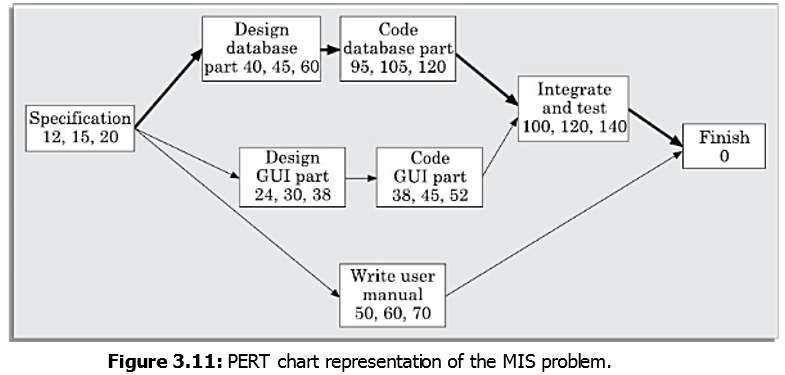 Design
database
part 40, 45, 60
Code
database part
95, 105, 120
Integrate
and test
100, 120, 140
Specification
12, 15, 20
Finish
0
Design
GUI part
24, 30, 38
Code
GUI part
38, 45, 52
Write user
manual
50, 60, 70
Figure 3.11: PERT chart representation of the MIS problem.